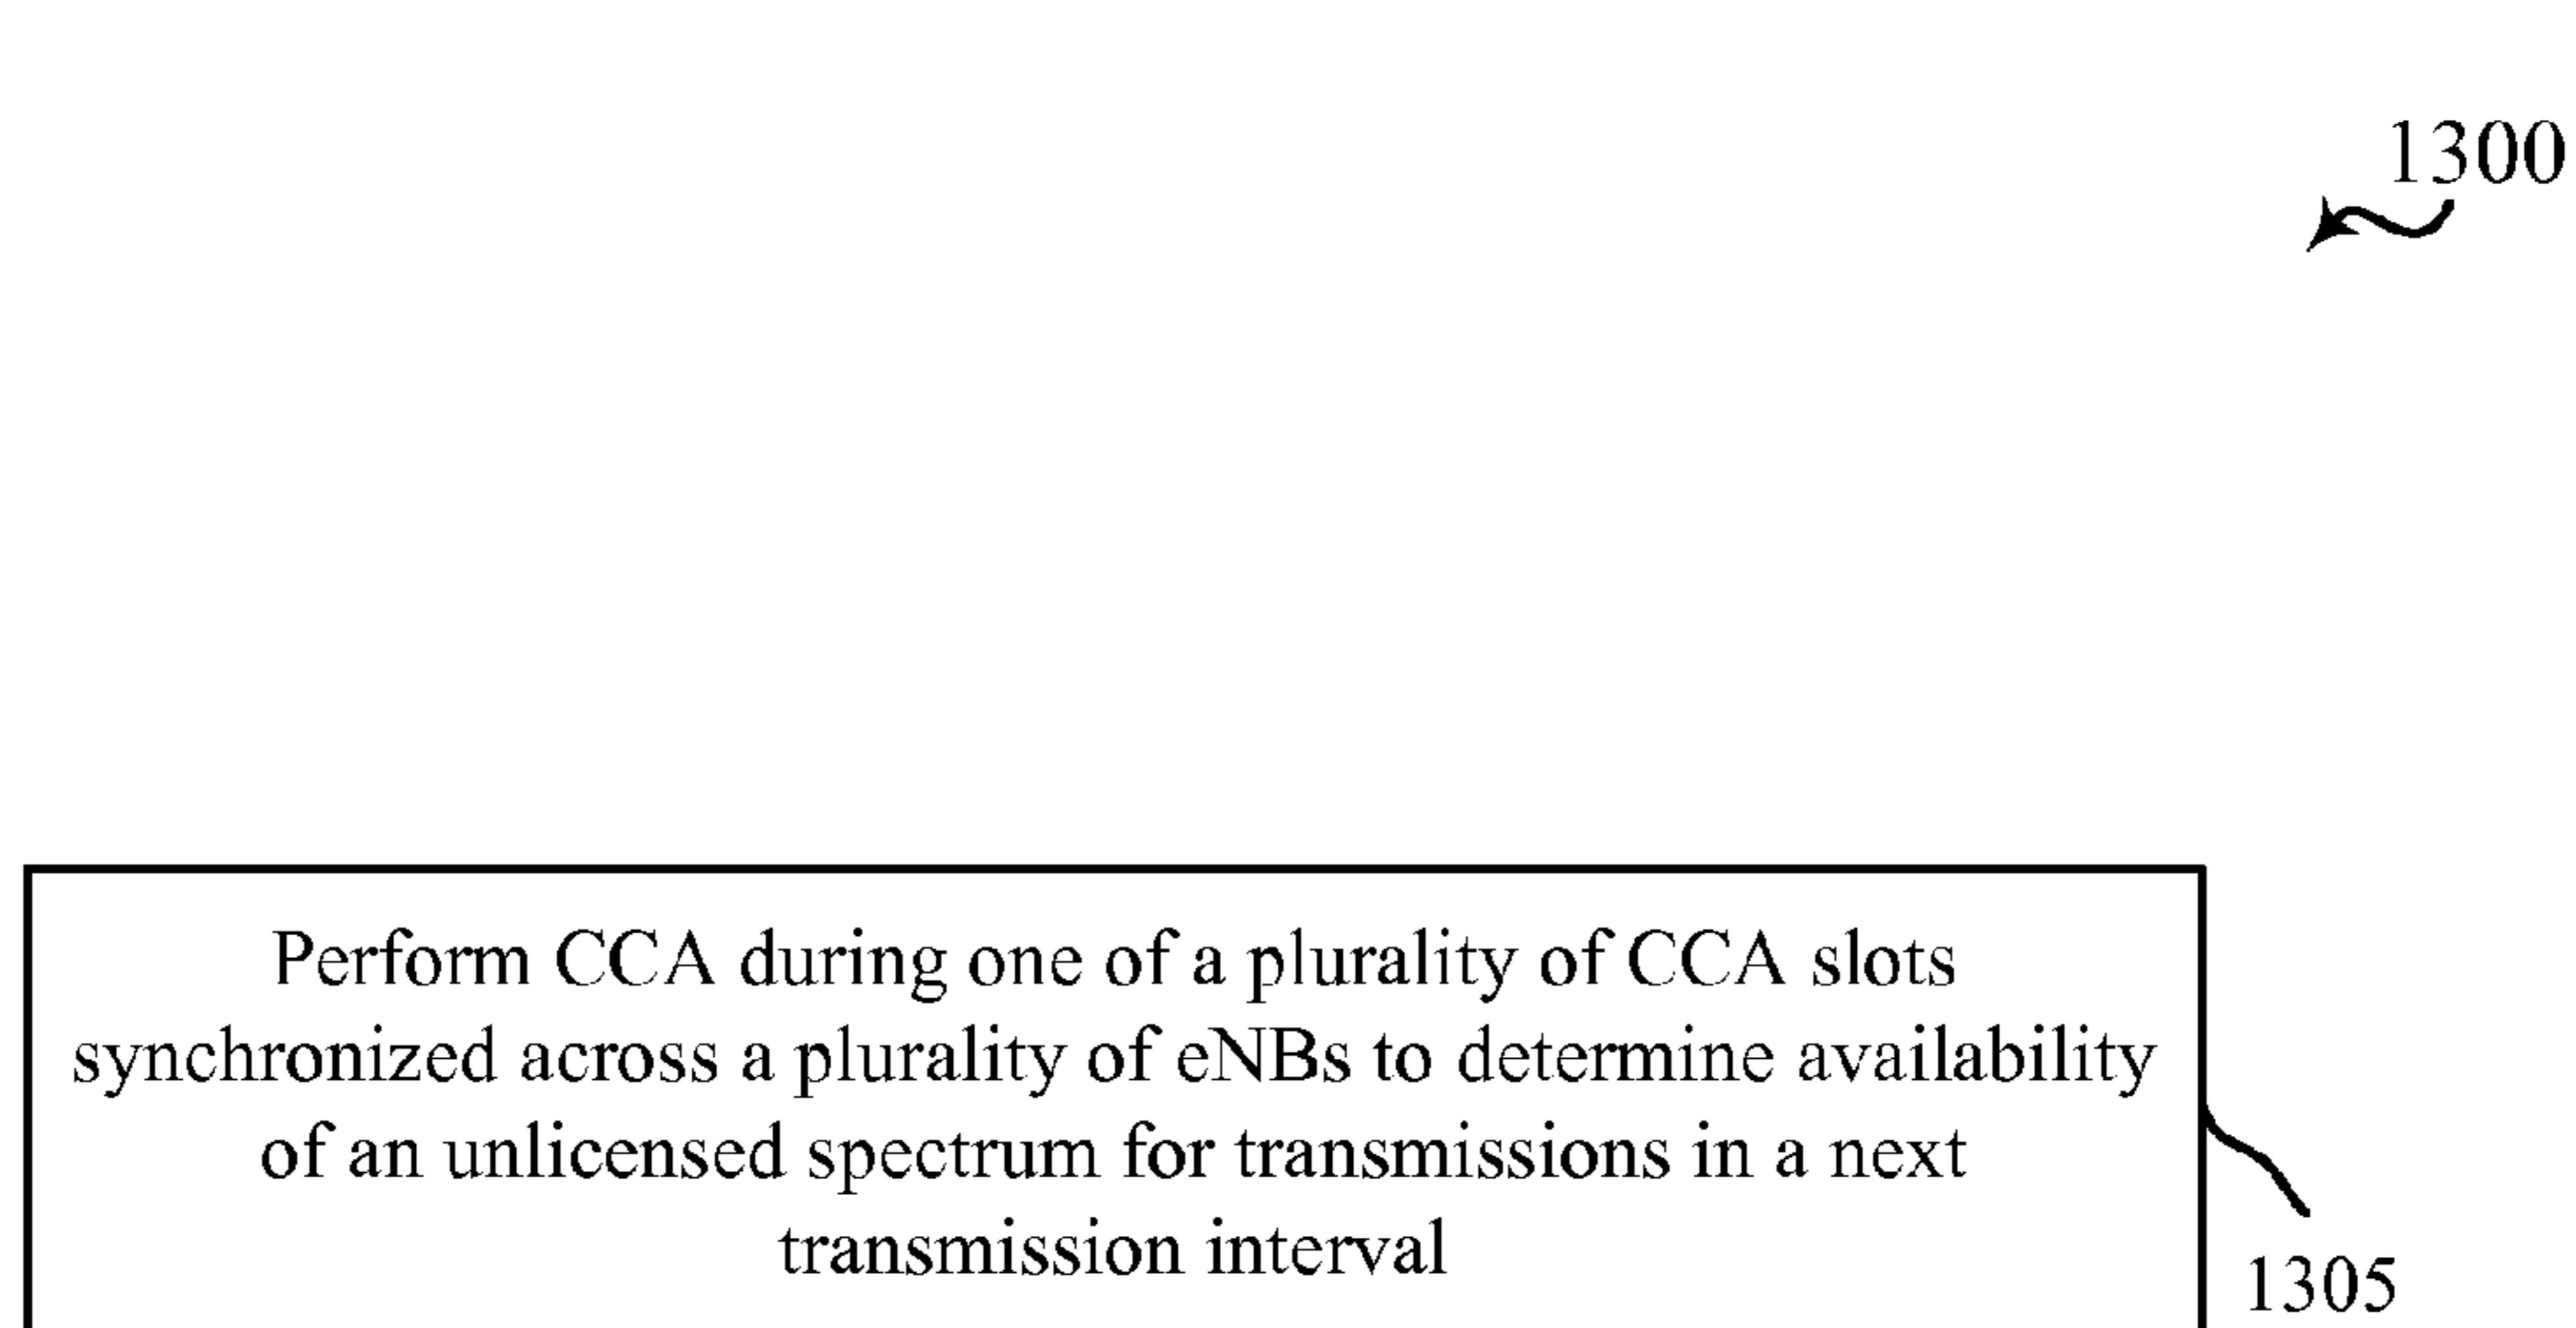 1300
Perform CCA during one of a plurality of CCA slots
synchronized across a plurality of eNBs to determine availability
of an unlicensed spectrum for transmissions in a next
transmission interval
1305